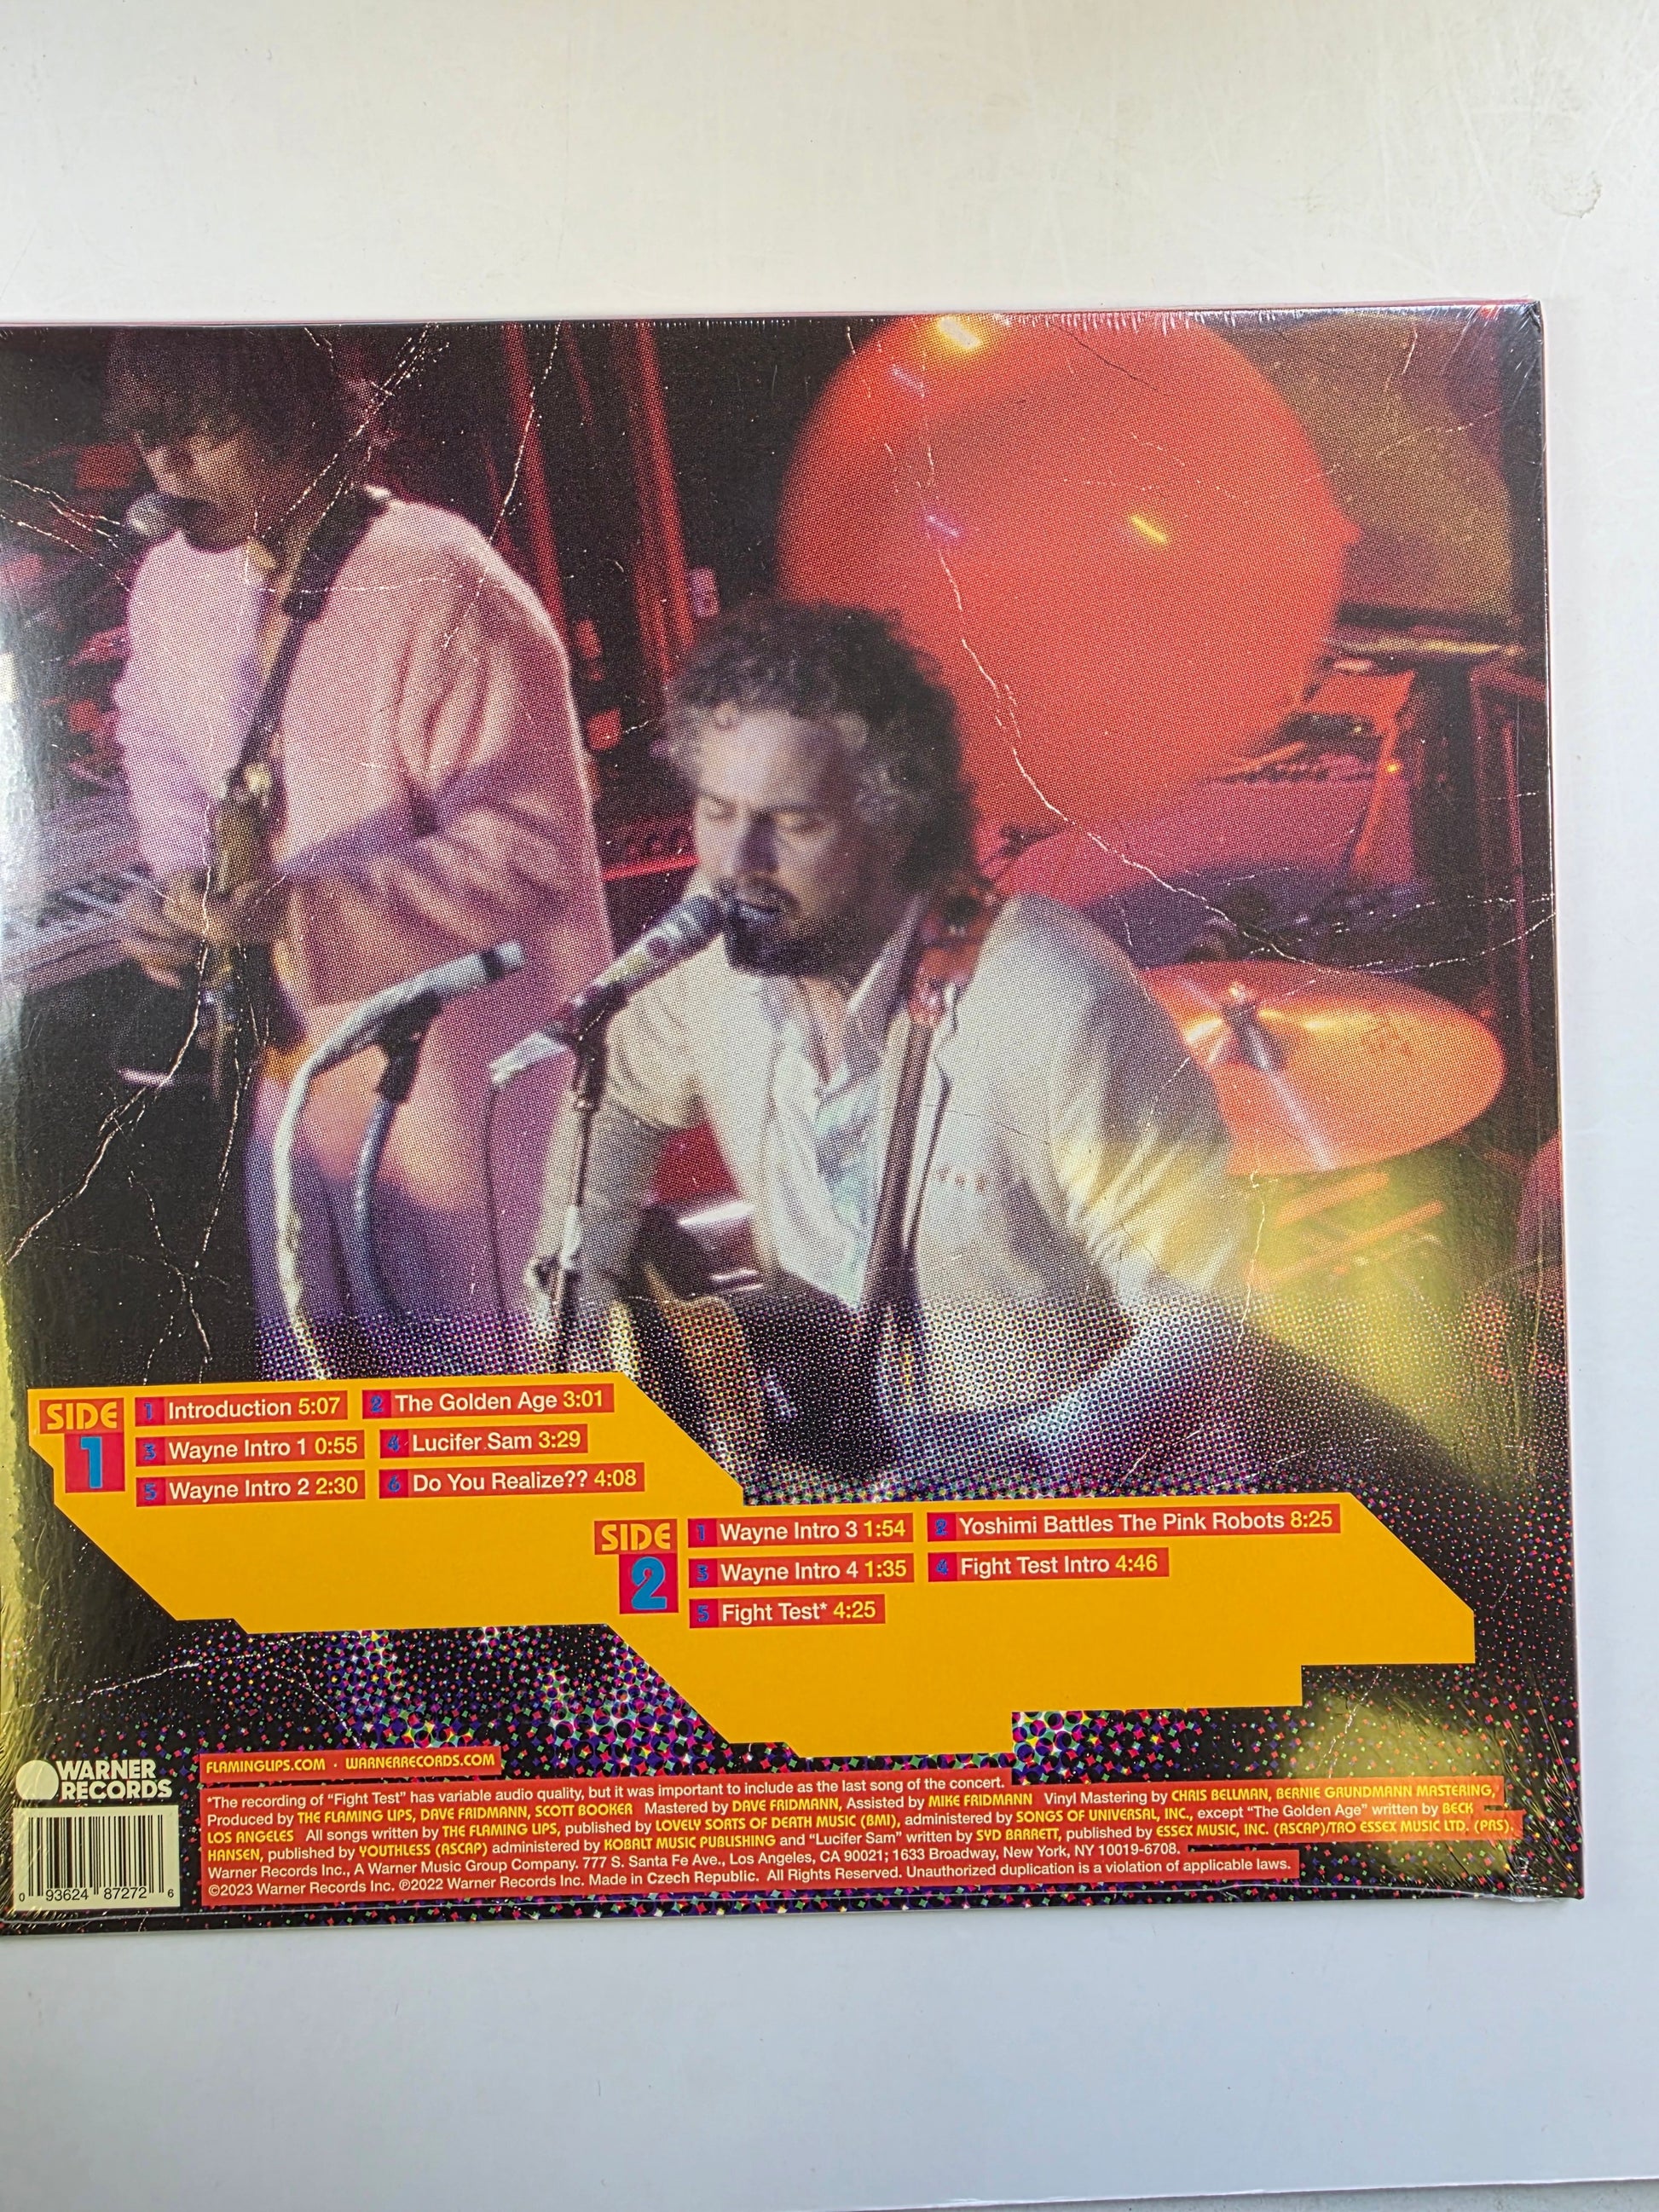 SIDE 1
1 Introduction 5:07 2 The Golden Age 3:01
3 Wayne Intro 1 0:55 4 Lucifer Sam 3:29
5 Wayne Intro 2 2:30 6 Do You Realize?? 4:08
SIDE 2
1 Wayne Intro 3 1:54 2 Yoshimi Battles The Pink Robots 8:25
3 Wayne Intro 4 1:35 4 Fight Test Intro 4:46
5 Fight Test* 4:25
WARNER
RECORDS
FLAMINGLIPS.COM · WARNERRECORDS.COM
*The recording of “Fight Test” has variable audio quality, but it was important to include as the last song of the concert.
Produced by THE FLAMING LIPS, DAVE FRIDMANN, SCOTT BOOKER Mastered by DAVE FRIDMANN, Assisted by MIKE FRIDMANN Vinyl Mastering by CHRIS BELLMAN, BERNIE GRUNDMANN MASTERING,
LOS ANGELES All songs written by THE FLAMING LIPS, published by LOVELY SORTS OF DEATH MUSIC (BMI), administered by SONGS OF UNIVERSAL, INC., except “The Golden Age” written by BECK
HANSEN, published by YOUTHLESS (ASCAP) administered by KOBALT MUSIC PUBLISHING and “Lucifer Sam” written by SYD BARRETT, published by ESSEX MUSIC, INC. (ASCAP)/TRO ESSEX MUSIC LTD. (PRS).
Warner Records Inc., A Warner Music Group Company. 777 S. Santa Fe Ave., Los Angeles, CA 90021; 1633 Broadway, New York, NY 10019-6708.
©2023 Warner Records Inc. ℗2022 Warner Records Inc. Made in Czech Republic. All Rights Reserved. Unauthorized duplication is a violation of applicable laws.
0 93624 87272 6